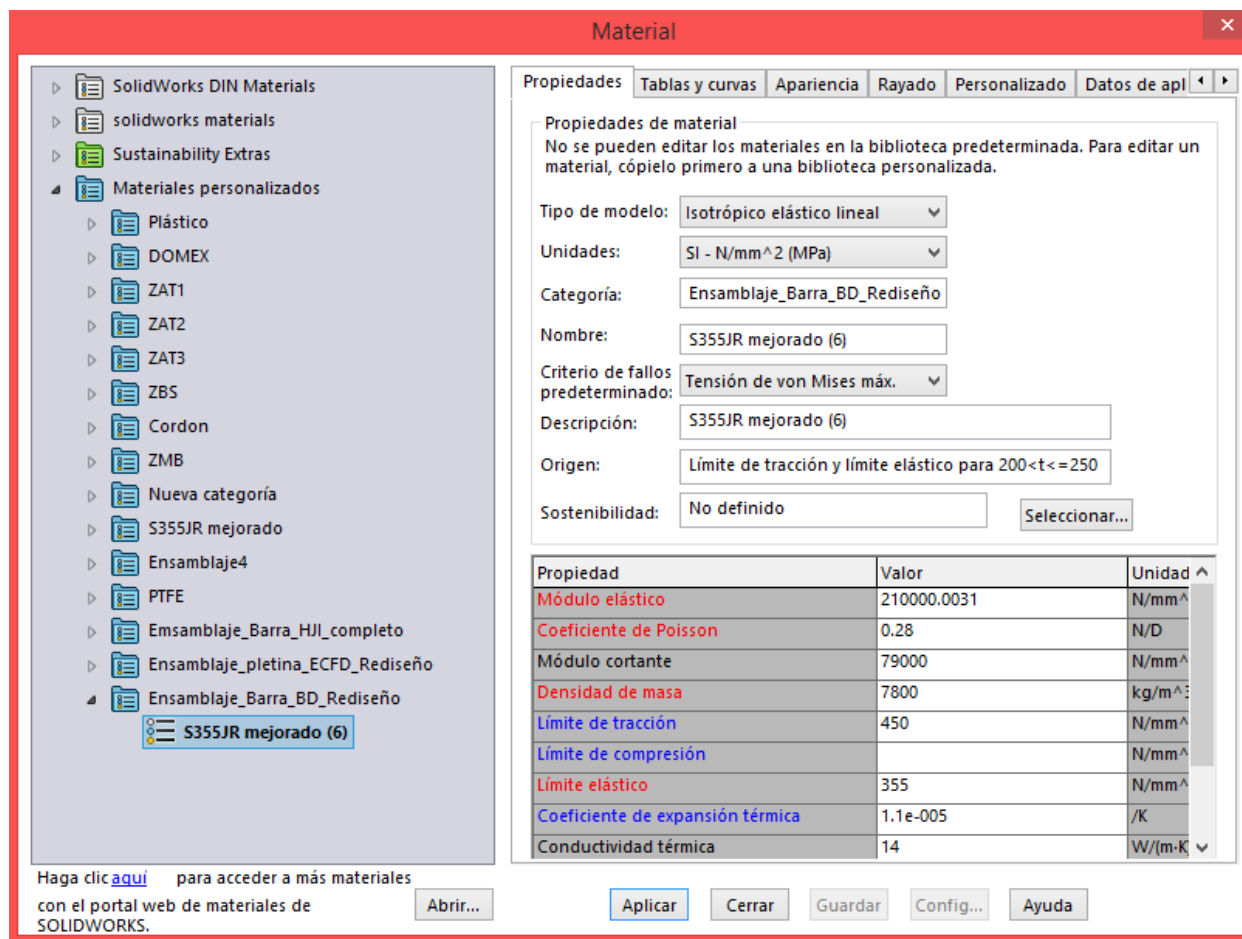 Material
SolidWorks DIN Materials
solidworks materials
Sustainability Extras
Materiales personalizados
Plástico
DOMEX
ZAT1
ZAT2
ZAT3
ZBS
Cordon
ZMB
Nueva categoría
S355JR mejorado
Ensamblaje4
PTFE
Emsamblaje_Barra_HJI_completo
Ensamblaje_pletina_ECFD_Rediseño
Ensamblaje_Barra_BD_Rediseño
S355JR mejorado (6)
Haga clic aquí para acceder a más materiales
con el portal web de materiales de
SOLIDWORKS.
Abrir...
Propiedades Tablas y curvas Apariencia Rayado Personalizado Datos de apl
Propiedades de material
No se pueden editar los materiales en la biblioteca predeterminada. Para editar un
material, cópielo primero a una biblioteca personalizada.
Tipo de modelo: Isotrópico elástico lineal
Unidades: SI - N/mm^2 (MPa)
Categoría: Ensamblaje_Barra_BD_Rediseño
Nombre: S355JR mejorado (6)
Criterio de fallos
predeterminado: Tensión de von Mises máx.
Descripción: S355JR mejorado (6)
Origen: Límite de tracción y límite elástico para 200<t<=250
Sostenibilidad: No definido Seleccionar...
Propiedad Valor Unidad
Módulo elástico 210000.0031 N/mm^
Coeficiente de Poisson 0.28 N/D
Módulo cortante 79000 N/mm^
Densidad de masa 7800 kg/m^3
Límite de tracción 450 N/mm^
Límite de compresión N/mm^
Límite elástico 355 N/mm^
Coeficiente de expansión térmica 1.1e-005 /K
Conductividad térmica 14 W/(m·K)
Aplicar Cerrar Guardar Config... Ayuda